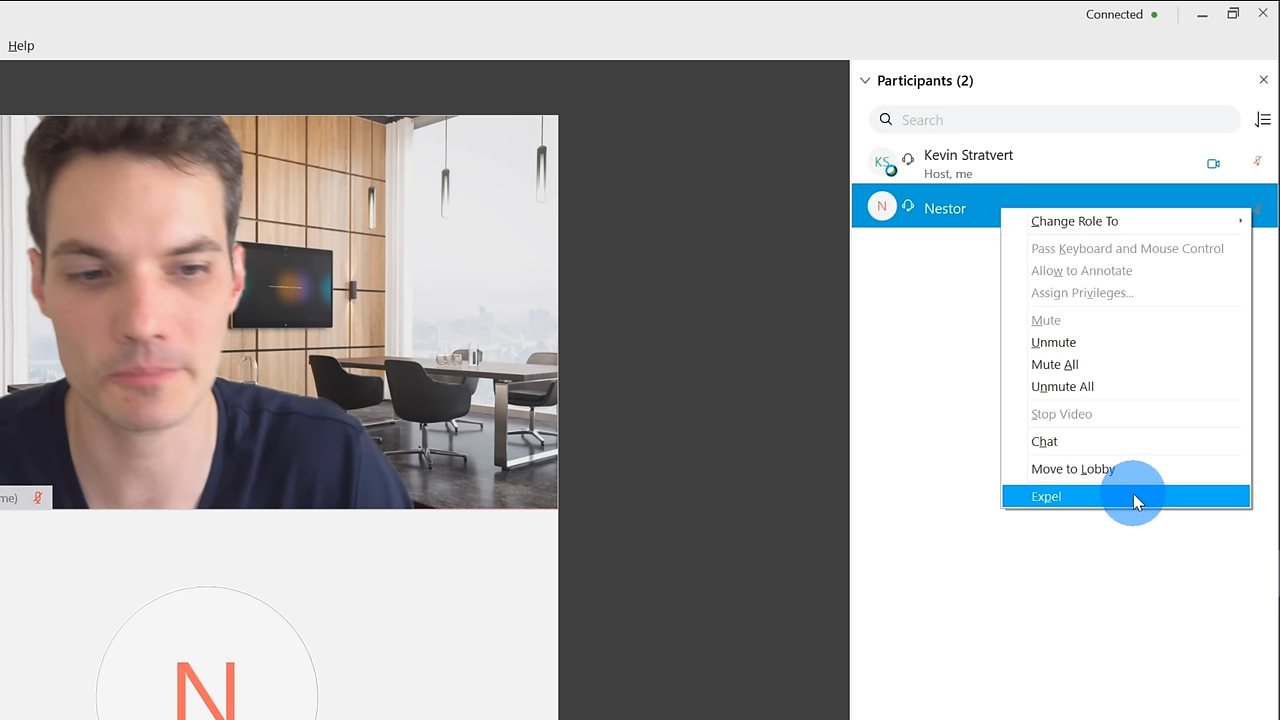 Connected
Help
Participants (2)
Search
KS
Kevin Stratvert
Host, me
N
Nestor
Change Role To
Pass Keyboard and Mouse Control
Allow to Annotate
Assign Privileges...
Mute
Unmute
Mute All
Unmute All
Stop Video
Chat
Move to Lobby
Expel
me)
N